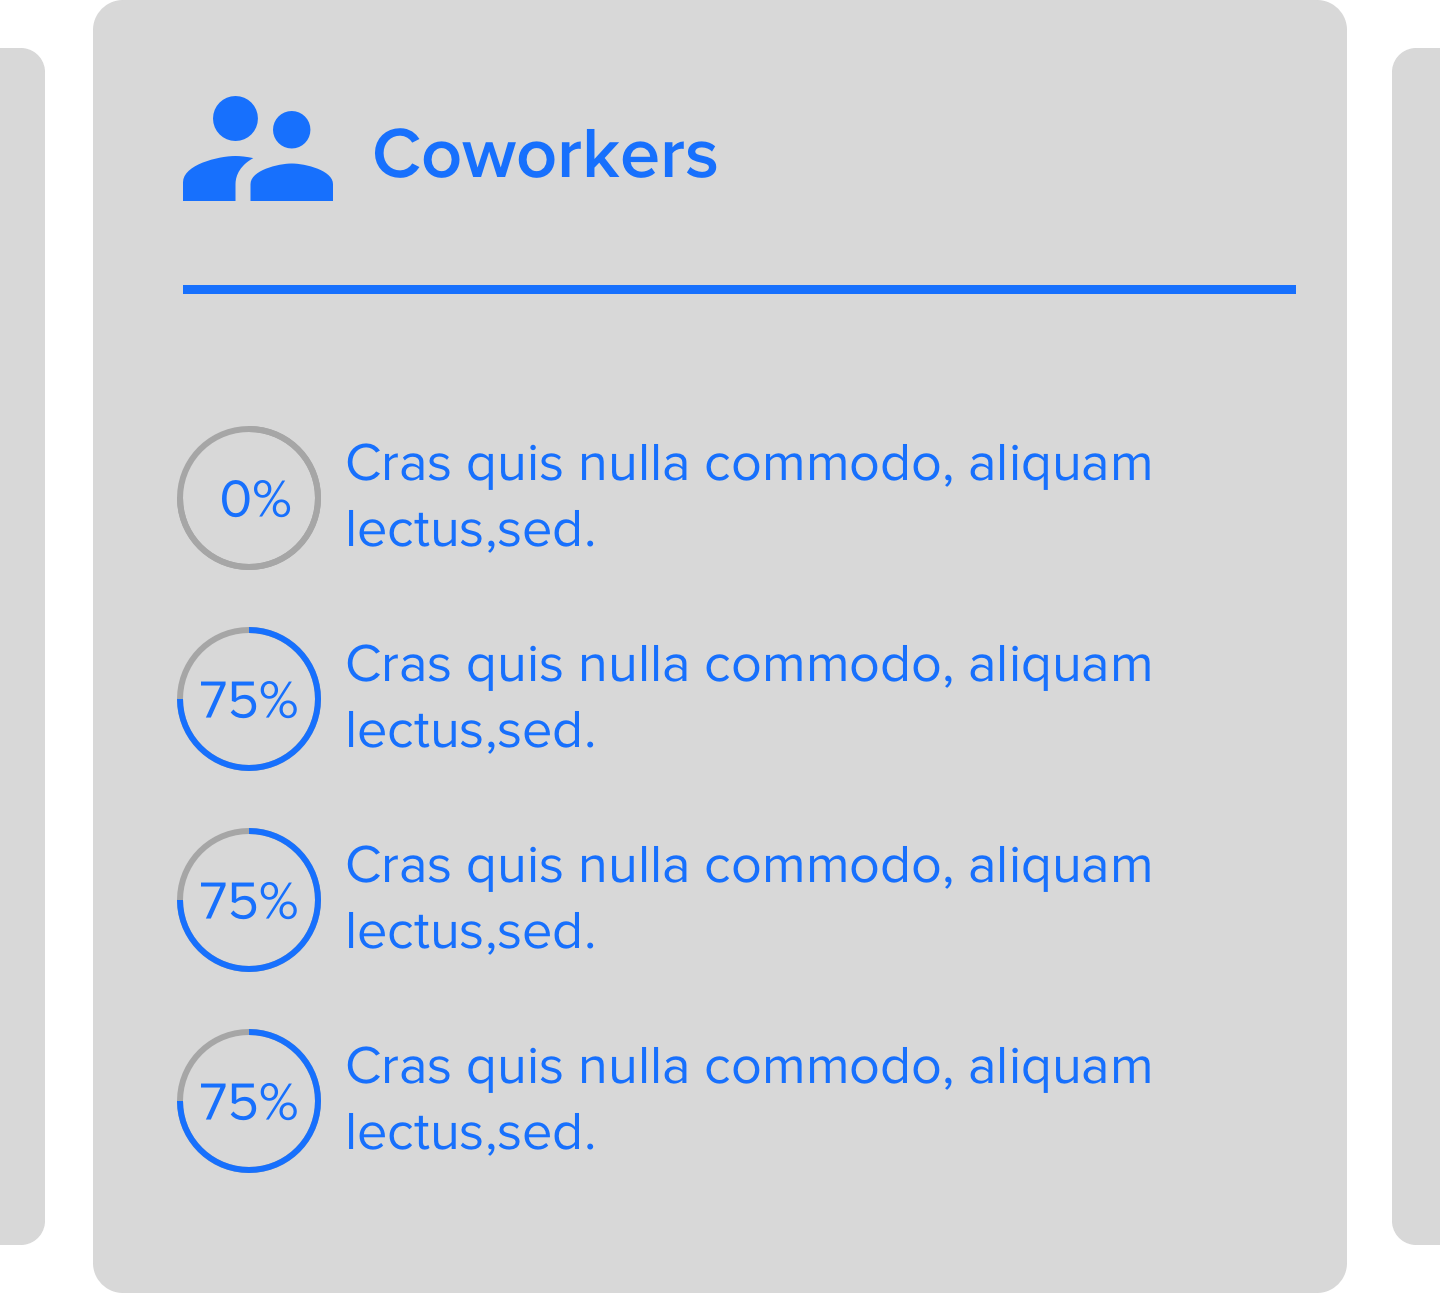 Coworkers
0%
Cras quis nulla commodo, aliquam
lectus,sed.
75%
Cras quis nulla commodo, aliquam
lectus,sed.
75%
Cras quis nulla commodo, aliquam
lectus,sed.
75%
Cras quis nulla commodo, aliquam
lectus,sed.